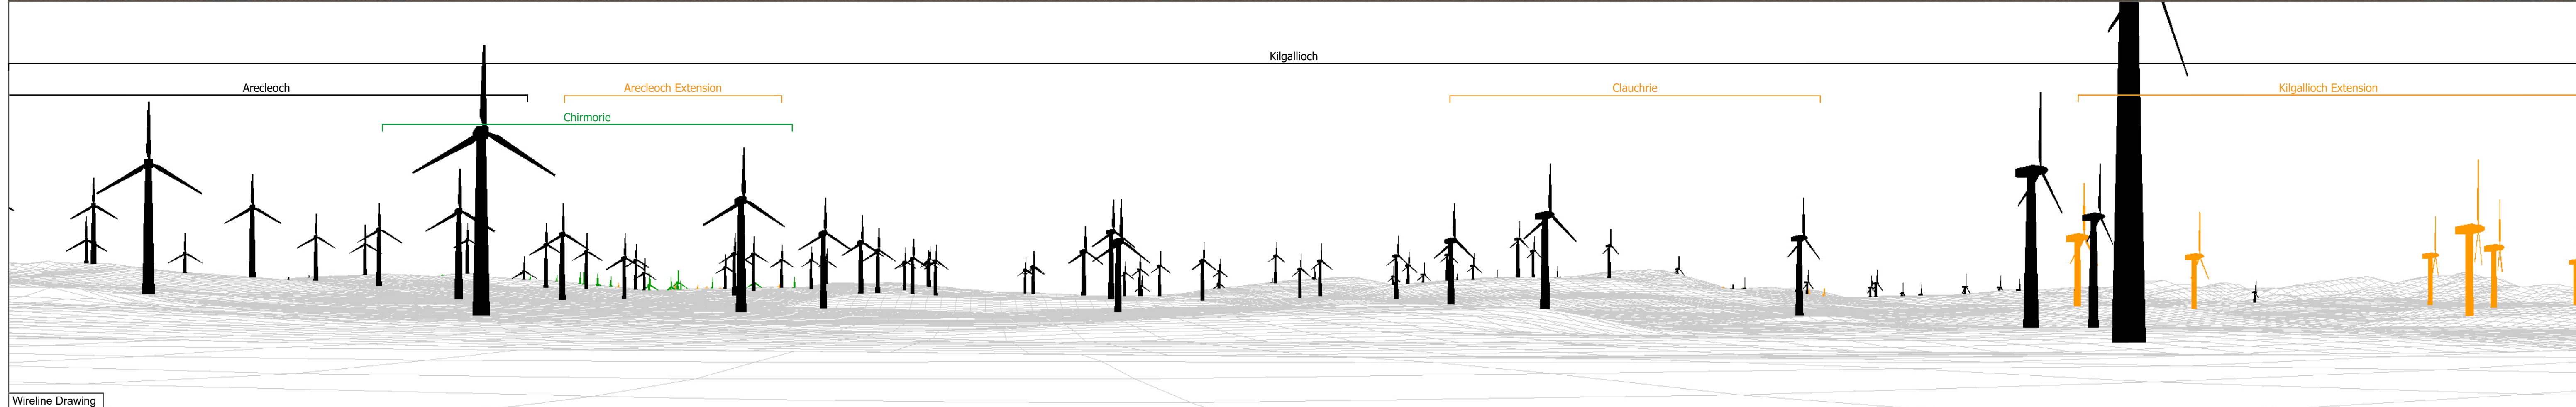 Kilgallioch
Arecleoch
Arecleoch Extension
Clauchrie
Kilgallioch Extension
Chirmorie
Wireline Drawing